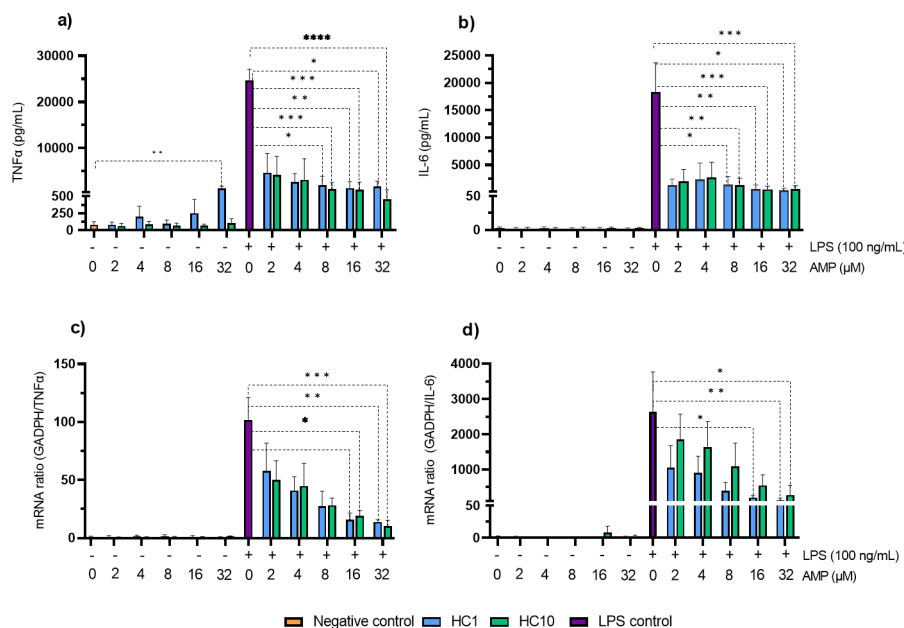 a)
****
30000
*
20000
***
**
***
10000
*
**
500
250
0
TNFα (pg/mL)
- - - - - - + + + + + +
0 2 4 8 16 32 0 2 4 8 16 32
b)
***
25000
*
20000
***
15000
**
**
10000
*
5000
50
0
IL-6 (pg/mL)
- - - - - - + + + + + + LPS (100 ng/mL)
0 2 4 8 16 32 0 2 4 8 16 32 AMP (µM)
c)
150
***
**
100
*
50
0
mRNA ratio (GADPH/TNFα)
- - - - - - + + + + + +
0 2 4 8 16 32 0 2 4 8 16 32
d)
4000
*
3000
**
*
2000
1000
50
0
mRNA ratio (GADPH/IL-6)
- - - - - - + + + + + + LPS (100 ng/mL)
0 2 4 8 16 32 0 2 4 8 16 32 AMP (µM)
Negative control HC1 HC10 LPS control